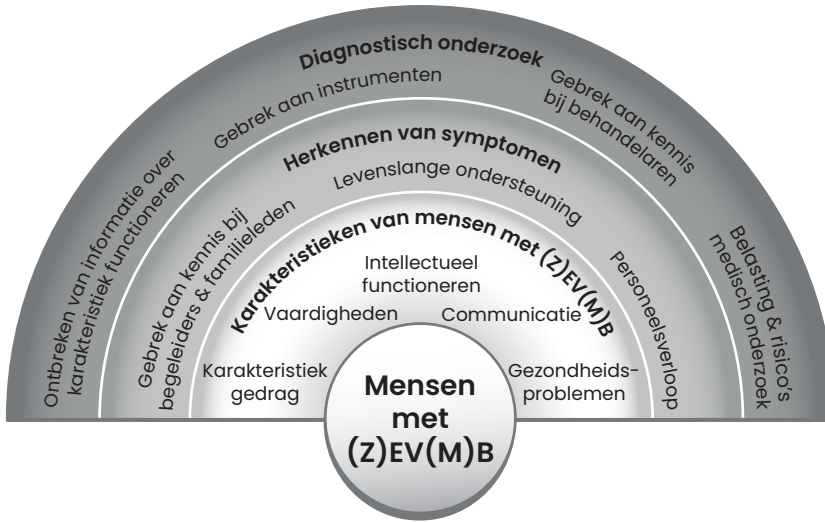 Diagnostisch onderzoek
Gebrek aan instrumenten
Gebrek aan kennis
bij behandelaren
Ontbreken van informatie over
karakteristiek functioneren
Belasting & risico's
medisch onderzoek
Herkennen van symptomen
Levenslange ondersteuning
Gebrek aan kennis bij
begeleiders & familieleden
Personeelsverloop
Karakteristieken van mensen met (Z)EV(M)B
Intellectueel
functioneren
Vaardigheden
Communicatie
Karakteristiek
gedrag
Gezondheids-
problemen
Mensen
met
(Z)EV(M)B